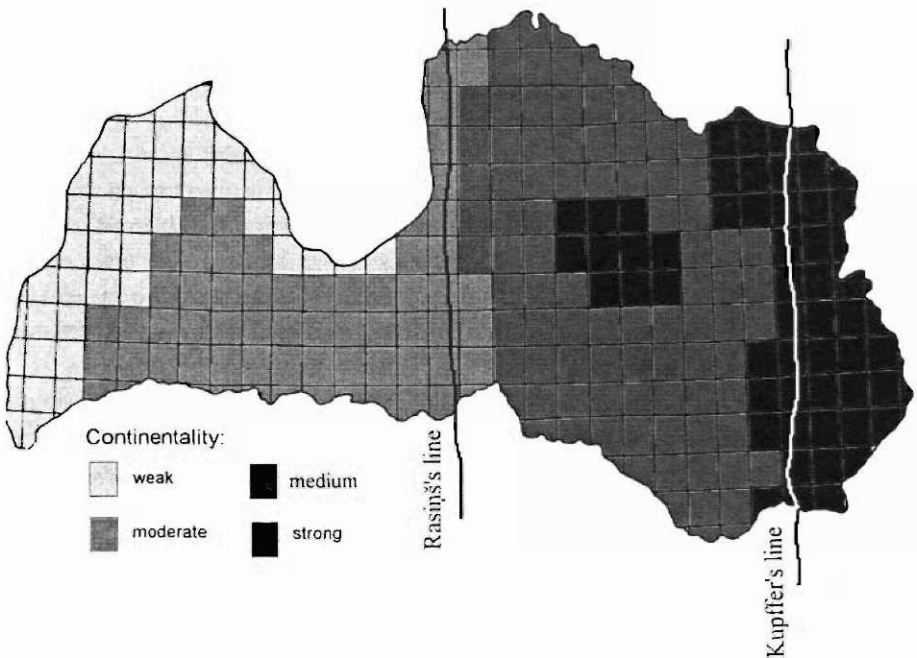 Continentality:
weak
medium
moderate
strong
Rasiņš's line
Kupffer's line